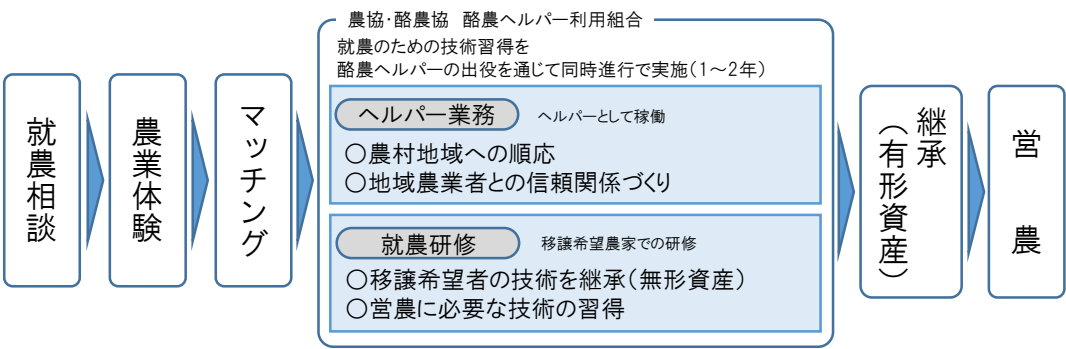 就農相談
農業体験
マッチング
農協・酪農協　酪農ヘルパー利用組合
就農のための技術習得を
酪農ヘルパーの出役を通じて同時進行で実施（1～2年）
ヘルパー業務　ヘルパーとして稼働
○農村地域への順応
○地域農業者との信頼関係づくり
就農研修　移譲希望農家での研修
○移譲希望者の技術を継承（無形資産）
○営農に必要な技術の習得
継承
（有形資産）
営農